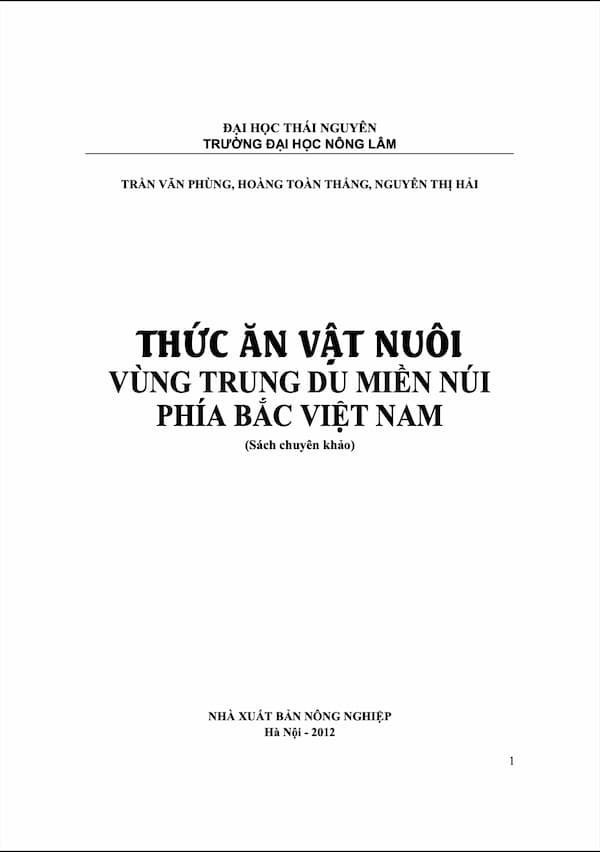 ĐẠI HỌC THÁI NGUYÊN
TRƯỜNG ĐẠI HỌC NÔNG LÂM
TRẦN VĂN PHÙNG, HOÀNG TOÀN THẮNG, NGUYỄN THỊ HẢI
THỨC ĂN VẬT NUÔI
VÙNG TRUNG DU MIỀN NÚI
PHÍA BẮC VIỆT NAM
(Sách chuyên khảo)
NHÀ XUẤT BẢN NÔNG NGHIỆP
Hà Nội - 2012
1